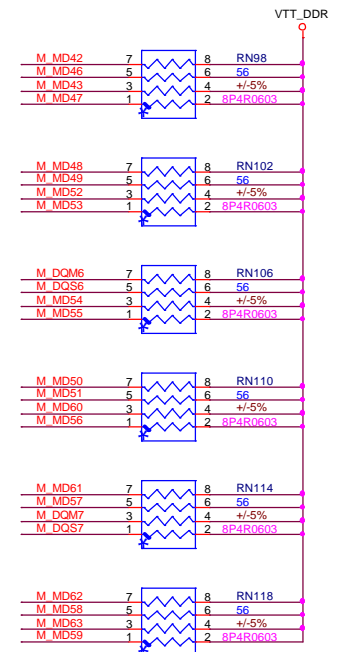 VTT_DDR
M_MD42 7 8 RN98
M_MD46 5 6 56
M_MD43 3 4 +/-5%
M_MD47 1 2 8P4R0603
M_MD48 7 8 RN102
M_MD49 5 6 56
M_MD52 3 4 +/-5%
M_MD53 1 2 8P4R0603
M_DQM6 7 8 RN106
M_DQS6 5 6 56
M_MD54 3 4 +/-5%
M_MD55 1 2 8P4R0603
M_MD50 7 8 RN110
M_MD51 5 6 56
M_MD60 3 4 +/-5%
M_MD56 1 2 8P4R0603
M_MD61 7 8 RN114
M_MD57 5 6 56
M_DQM7 3 4 +/-5%
M_DQS7 1 2 8P4R0603
M_MD62 7 8 RN118
M_MD58 5 6 56
M_MD63 3 4 +/-5%
M_MD59 1 2 8P4R0603